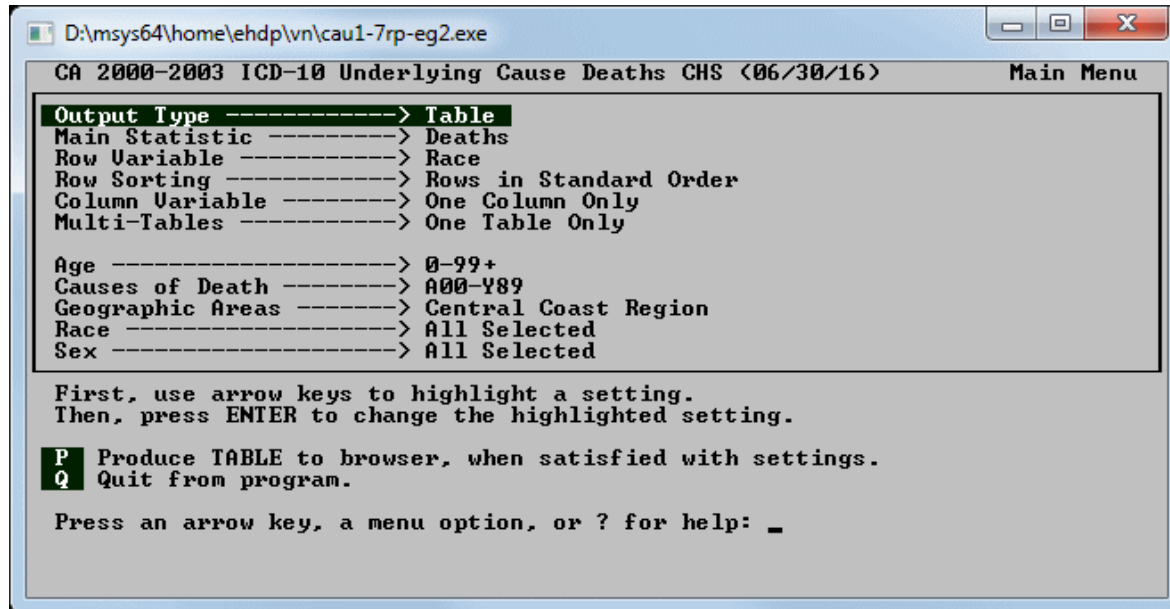 D:\msys64\home\ehdp\vn\cau1-7rp-eg2.exe
CA 2000-2003 ICD-10 Underlying Cause Deaths CHS (06/30/16) Main Menu
Output Type ------------> Table
Main Statistic ---------> Deaths
Row Variable -----------> Race
Row Sorting ------------> Rows in Standard Order
Column Variable --------> One Column Only
Multi-Tables -----------> One Table Only
Age --------------------> 0-99+
Causes of Death --------> A00-Y89
Geographic Areas -------> Central Coast Region
Race -------------------> All Selected
Sex --------------------> All Selected
First, use arrow keys to highlight a setting.
Then, press ENTER to change the highlighted setting.
P Produce TABLE to browser, when satisfied with settings.
Q Quit from program.
Press an arrow key, a menu option, or ? for help: _